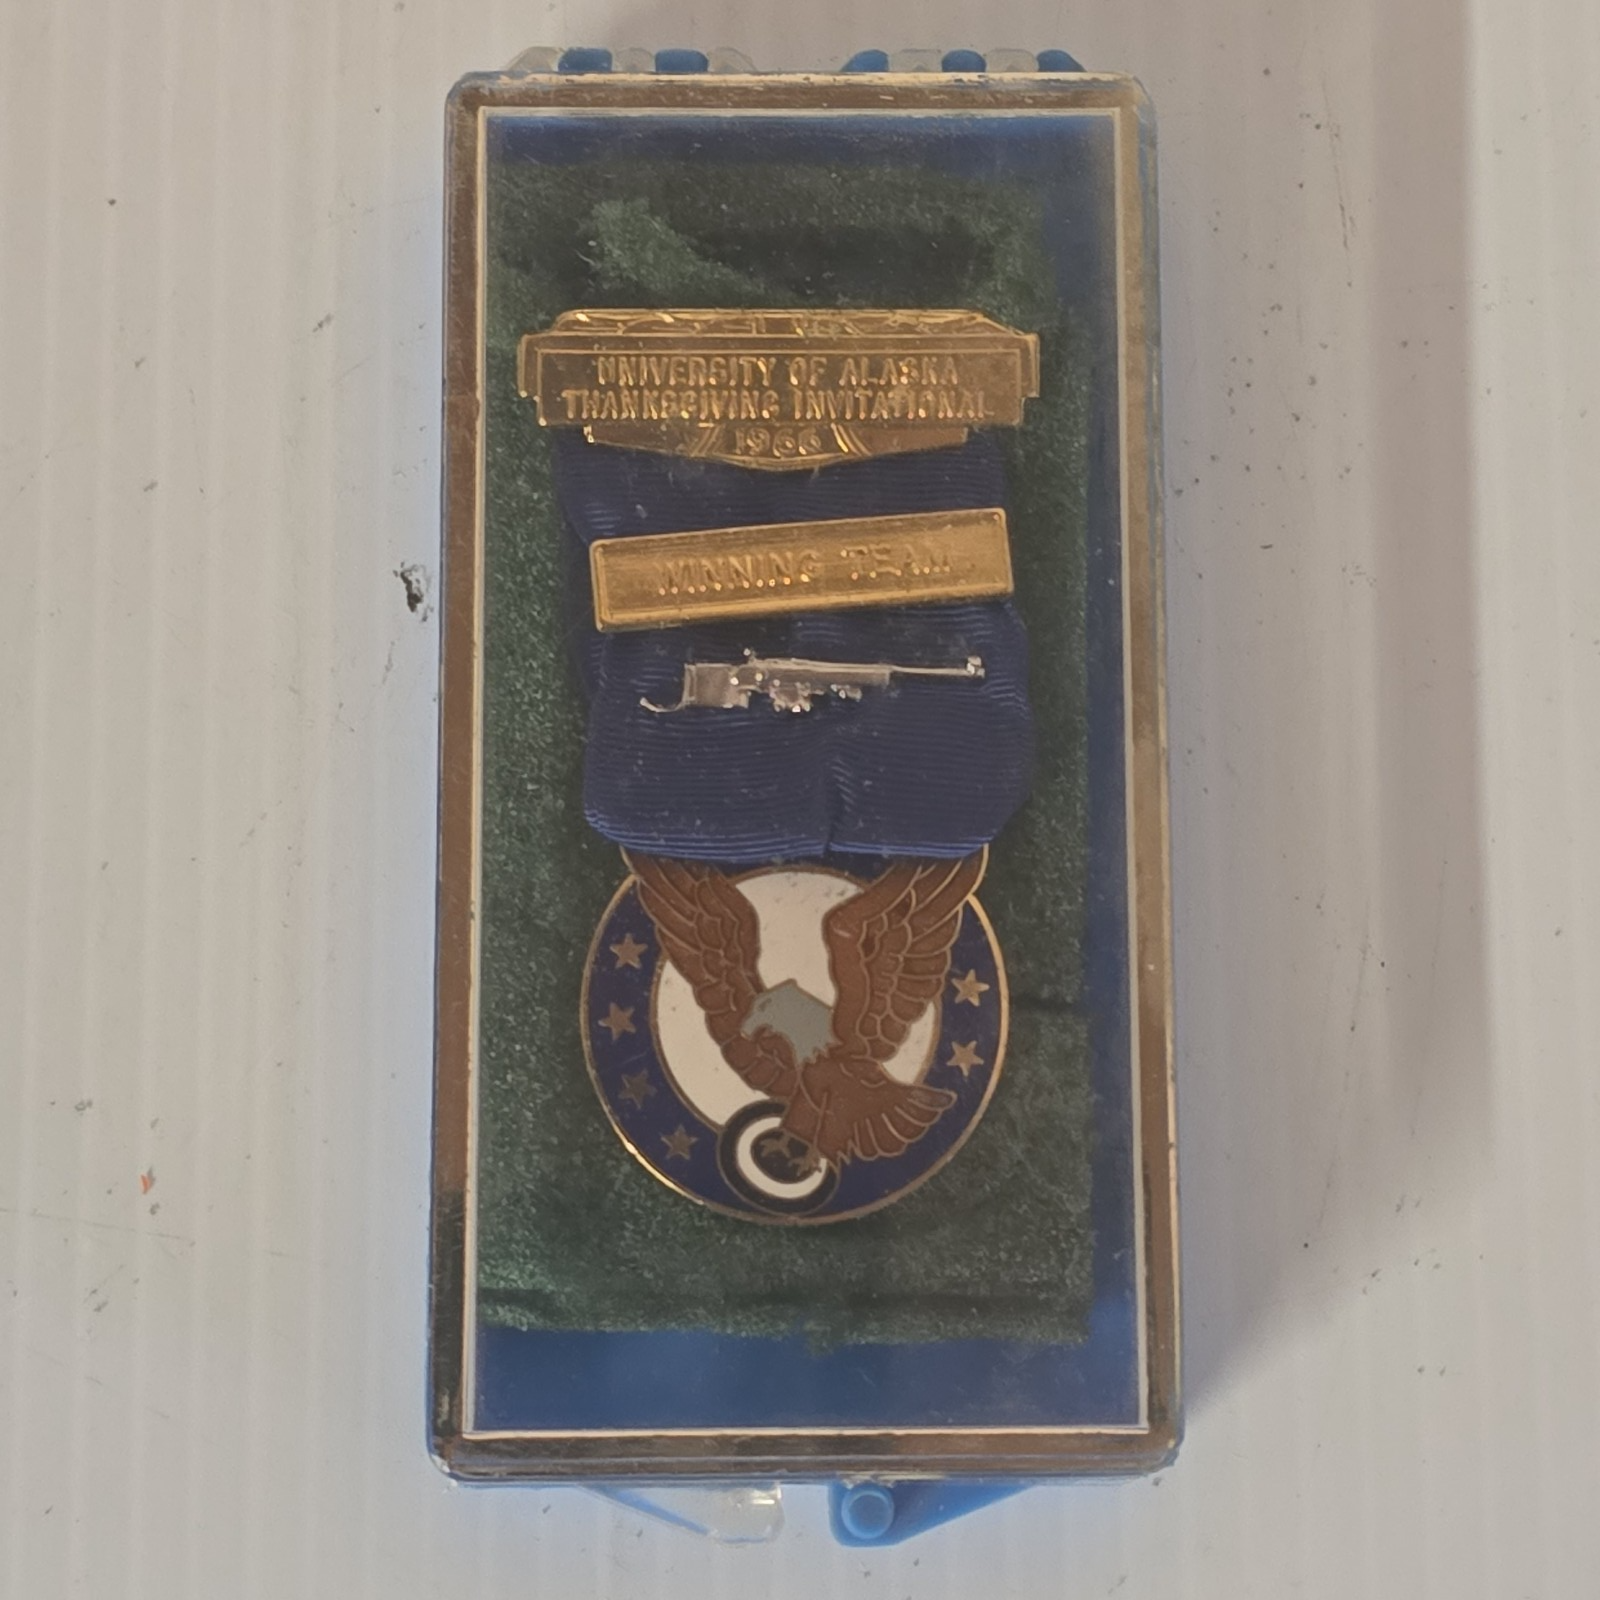 UNIVERSITY OF ALASKA
THANKSGIVING INVITATIONAL
1966
WINNING TEAM